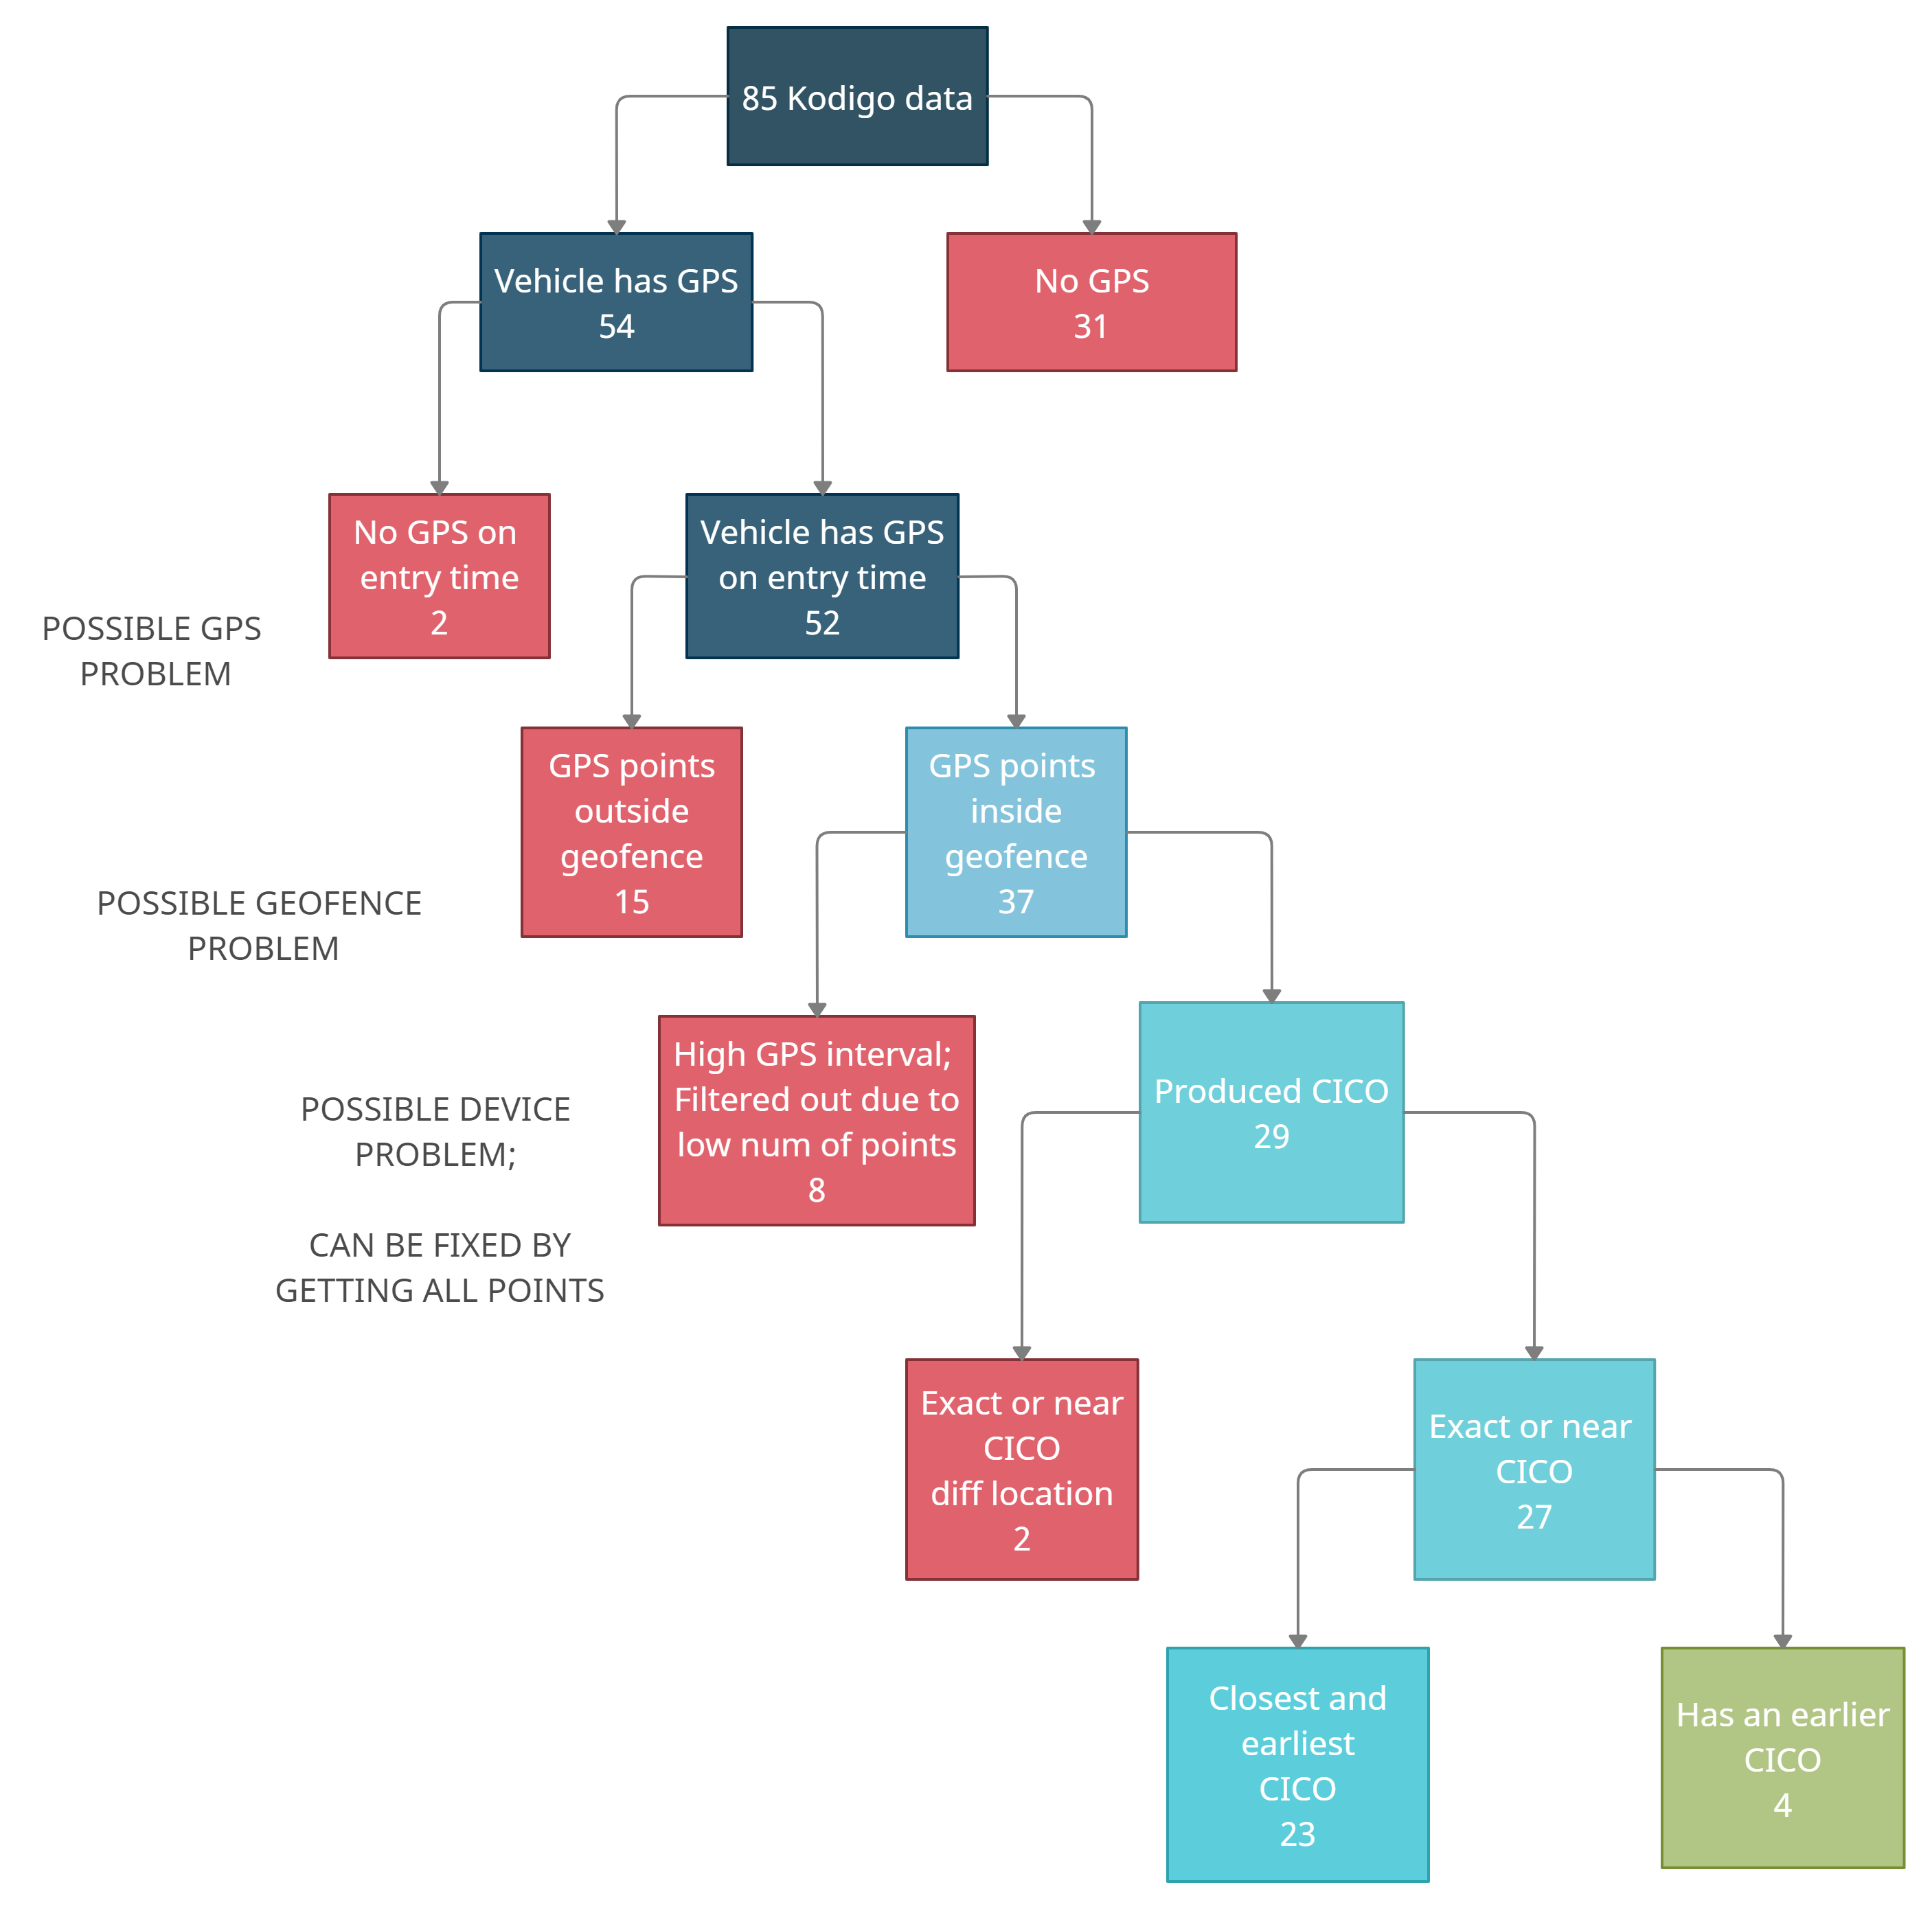 85 Kodigo data
Vehicle has GPS
54
No GPS
31
No GPS on
entry time
2
Vehicle has GPS
on entry time
52
POSSIBLE GPS
PROBLEM
GPS points
outside
geofence
15
GPS points
inside
geofence
37
POSSIBLE GEOFENCE
PROBLEM
High GPS interval;
Filtered out due to
low num of points
8
Produced CICO
29
POSSIBLE DEVICE
PROBLEM;
CAN BE FIXED BY
GETTING ALL POINTS
Exact or near
CICO
diff location
2
Exact or near
CICO
27
Closest and
earliest
CICO
23
Has an earlier
CICO
4